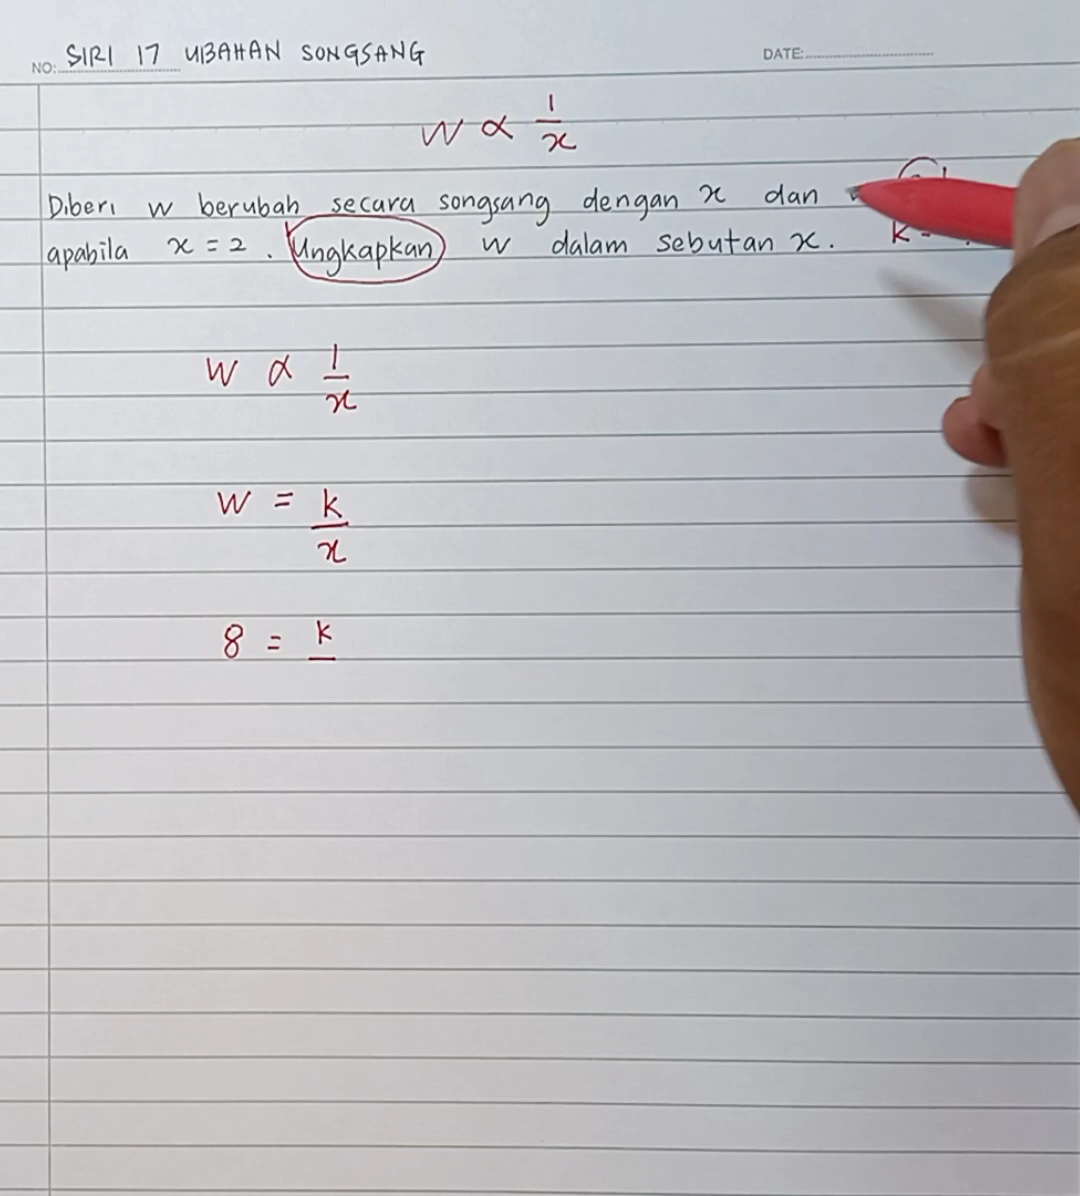 NO: SIRI 17 UBAHAN SONGSANG DATE:
W ∝ 1/x
Diberi w berubah secara songsang dengan x dan
apabila x = 2. Ungkapkan w dalam sebutan x. k =
W ∝ 1/x
W = k/x
8 = k/